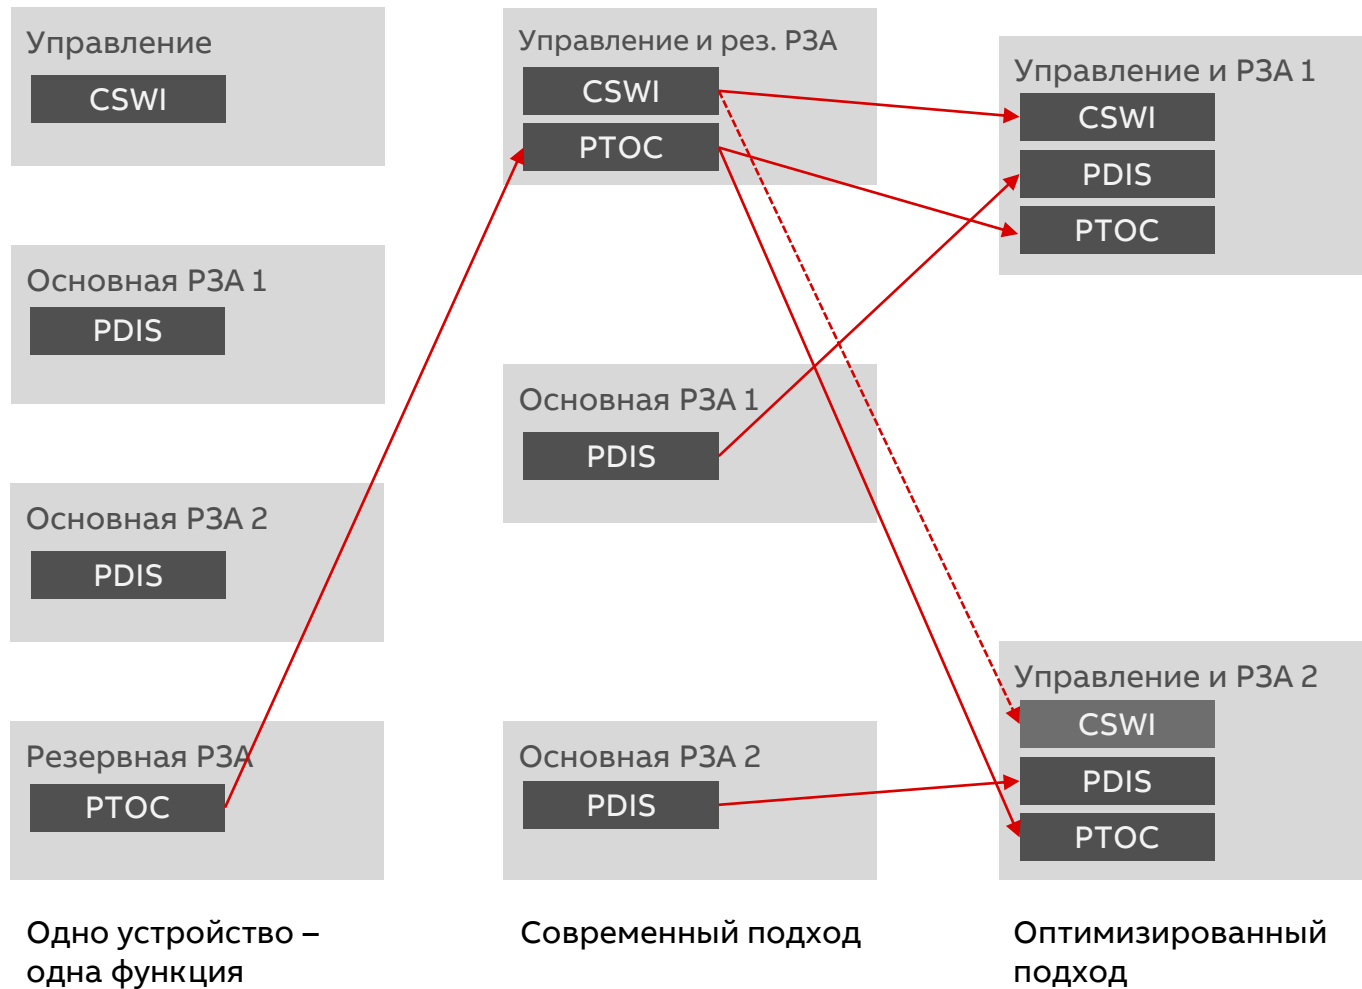 Управление
CSWI
Основная РЗА 1
PDIS
Основная РЗА 2
PDIS
Резервная РЗА
PTOC
Одно устройство –
одна функция
Управление и рез. РЗА
CSWI
PTOC
Основная РЗА 1
PDIS
Основная РЗА 2
PDIS
Современный подход
Управление и РЗА 1
CSWI
PDIS
PTOC
Управление и РЗА 2
CSWI
PDIS
PTOC
Оптимизированный
подход